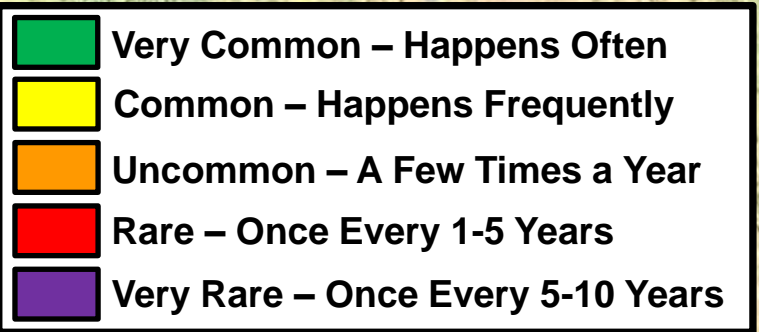 Very Common – Happens Often
Common – Happens Frequently
Uncommon – A Few Times a Year
Rare – Once Every 1-5 Years
Very Rare – Once Every 5-10 Years